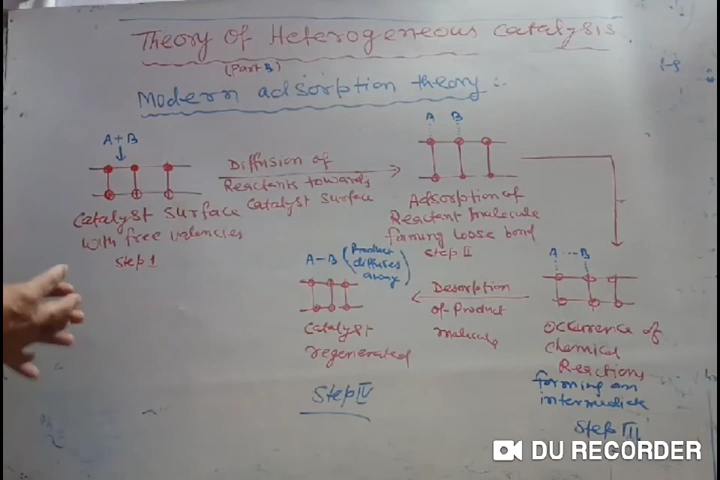 Theory of Heterogeneous Catalysis
(Part B)
Modern adsorption theory :-
A + B
Catalyst surface
with free valencies
Step 1
Diffusion of
Reactants towards
Catalyst surface
A B
Adsorption of
Reactant molecule
forming loose bond
Step II
A --- B
Occurrence of
chemical
Reactions
forming an
intermediate
Step III
Desorption
of Product
molecule
A-B (Product
diffuses
away)
Catalyst
regenerated
Step IV
DU RECORDER